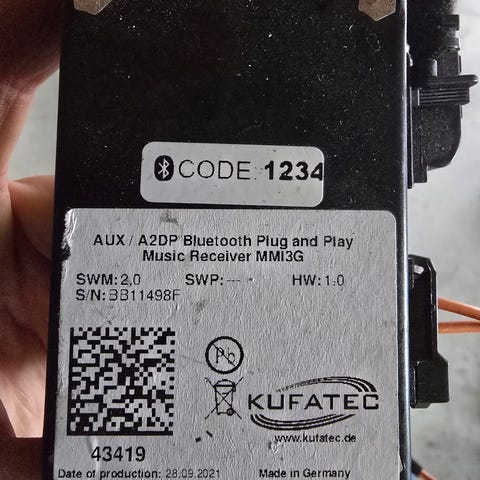 CODE: 1234
AUX / A2DP Bluetooth Plug and Play
Music Receiver MMI3G
SWM: 2,0 SWP: --- HW: 1.0
S/N: BB11498F
Pb
KUFATEC
www.kufatec.de
43419
Date of production: 28.09.2021 Made in Germany